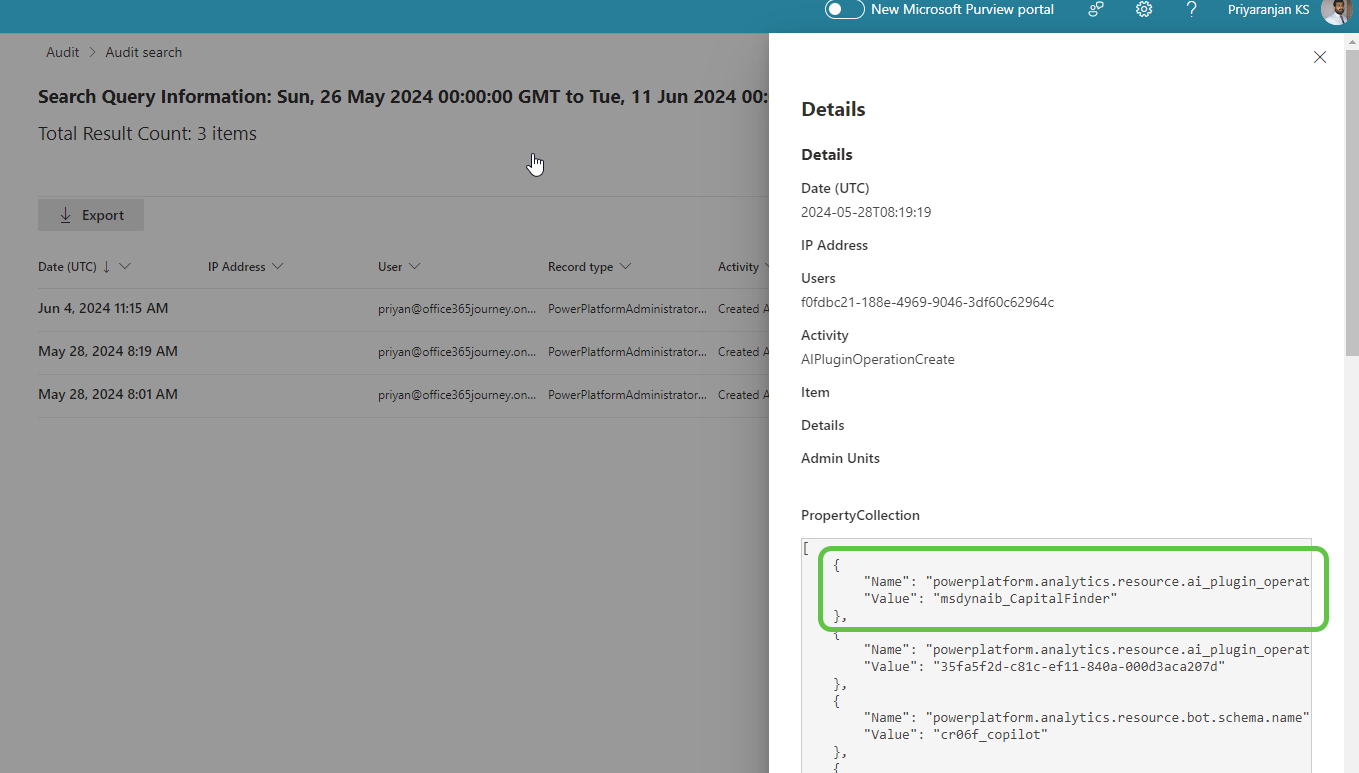 New Microsoft Purview portal
Priyaranjan KS
Audit > Audit search
Search Query Information: Sun, 26 May 2024 00:00:00 GMT to Tue, 11 Jun 2024 00:
Total Result Count: 3 items
Export
Date (UTC) ↓ IP Address User Record type Activity
Jun 4, 2024 11:15 AM priyan@office365journey.on... PowerPlatformAdministrator... Created A
May 28, 2024 8:19 AM priyan@office365journey.on... PowerPlatformAdministrator... Created A
May 28, 2024 8:01 AM priyan@office365journey.on... PowerPlatformAdministrator... Created A
Details
Details
Date (UTC)
2024-05-28T08:19:19
IP Address
Users
f0fdbc21-188e-4969-9046-3df60c62964c
Activity
AIPluginOperationCreate
Item
Details
Admin Units
PropertyCollection
[
{
"Name": "powerplatform.analytics.resource.ai_plugin_operat
"Value": "msdynaib_CapitalFinder"
},
{
"Name": "powerplatform.analytics.resource.ai_plugin_operat
"Value": "35fa5f2d-c81c-ef11-840a-000d3aca207d"
},
{
"Name": "powerplatform.analytics.resource.bot.schema.name"
"Value": "cr06f_copilot"
},
{